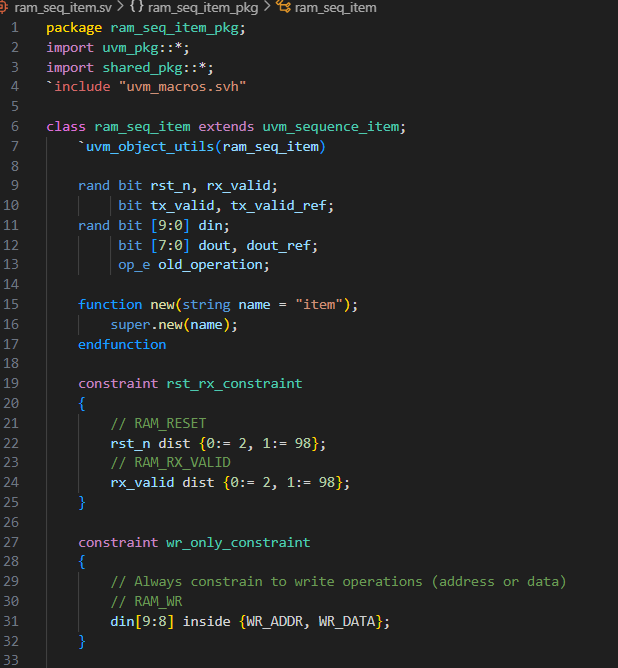 ram_seq_item.sv > {} ram_seq_item_pkg > ram_seq_item
1 package ram_seq_item_pkg;
2 import uvm_pkg::*;
3 import shared_pkg::*;
4 `include "uvm_macros.svh"
5
6 class ram_seq_item extends uvm_sequence_item;
7 `uvm_object_utils(ram_seq_item)
8
9 rand bit rst_n, rx_valid;
10 bit tx_valid, tx_valid_ref;
11 rand bit [9:0] din;
12 bit [7:0] dout, dout_ref;
13 op_e old_operation;
14
15 function new(string name = "item");
16 super.new(name);
17 endfunction
18
19 constraint rst_rx_constraint
20 {
21 // RAM_RESET
22 rst_n dist {0:= 2, 1:= 98};
23 // RAM_RX_VALID
24 rx_valid dist {0:= 2, 1:= 98};
25 }
26
27 constraint wr_only_constraint
28 {
29 // Always constrain to write operations (address or data)
30 // RAM_WR
31 din[9:8] inside {WR_ADDR, WR_DATA};
32 }
33